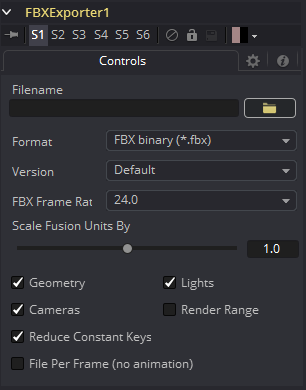 FBXExporter1
S1 S2 S3 S4 S5 S6
Controls
Filename
Format FBX binary (*.fbx)
Version Default
FBX Frame Rat 24.0
Scale Fusion Units By
1.0
Geometry Lights
Cameras Render Range
Reduce Constant Keys
File Per Frame (no animation)